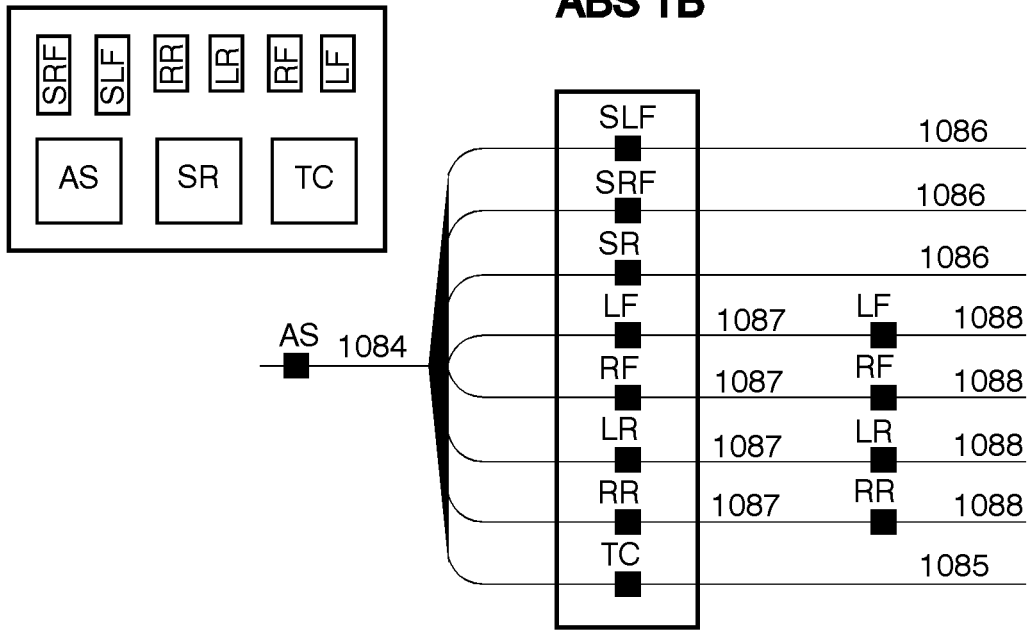 ABS TB
SRF SLF RR LR RF LF
AS SR TC
SLF
1086
SRF
1086
SR
1086
LF
1087
LF
1088
AS
1084
RF
1087
RF
1088
LR
1087
LR
1088
RR
1087
RR
1088
TC
1085